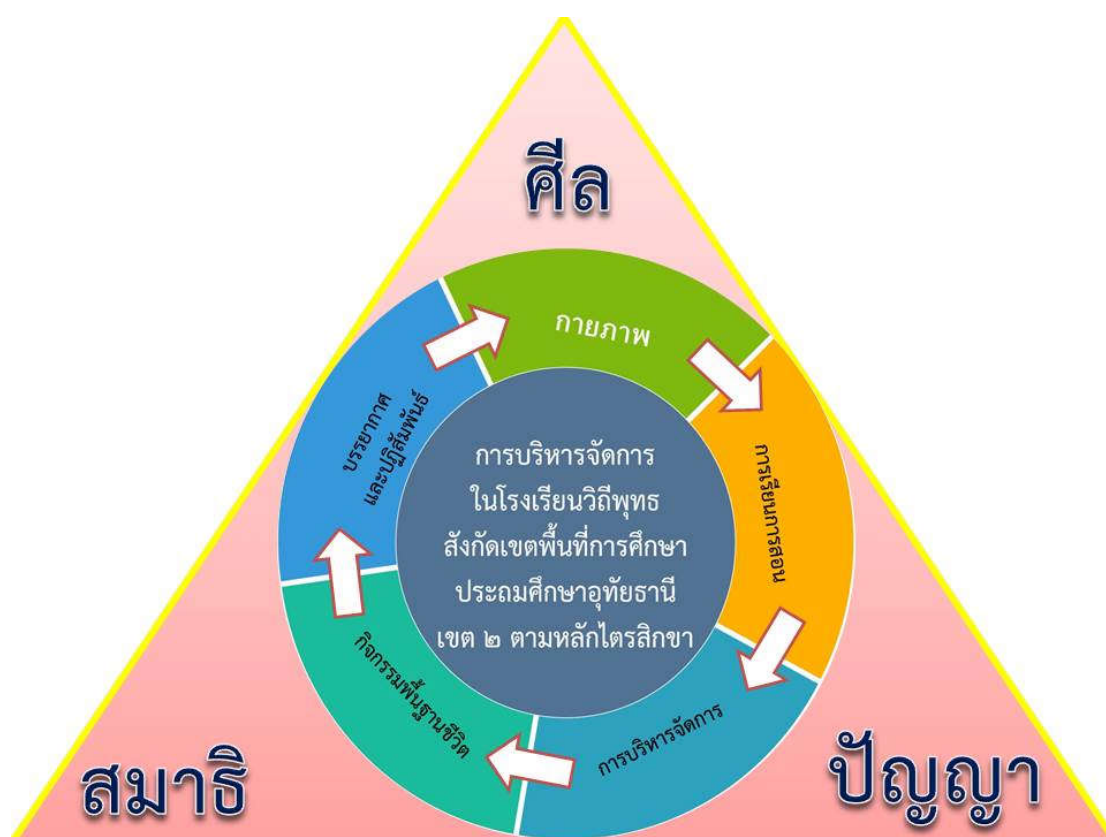 ศีล
กายภาพ
บรรยากาศ
และปฏิสัมพันธ์
การเรียนการสอน
การบริหารจัดการ
ในโรงเรียนวิถีพุทธ
สังกัดเขตพื้นที่การศึกษา
ประถมศึกษาอุทัยธานี
เขต ๒ ตามหลักไตรสิกขา
กิจกรรมพื้นฐานชีวิต
การบริหารจัดการ
สมาธิ
ปัญญา